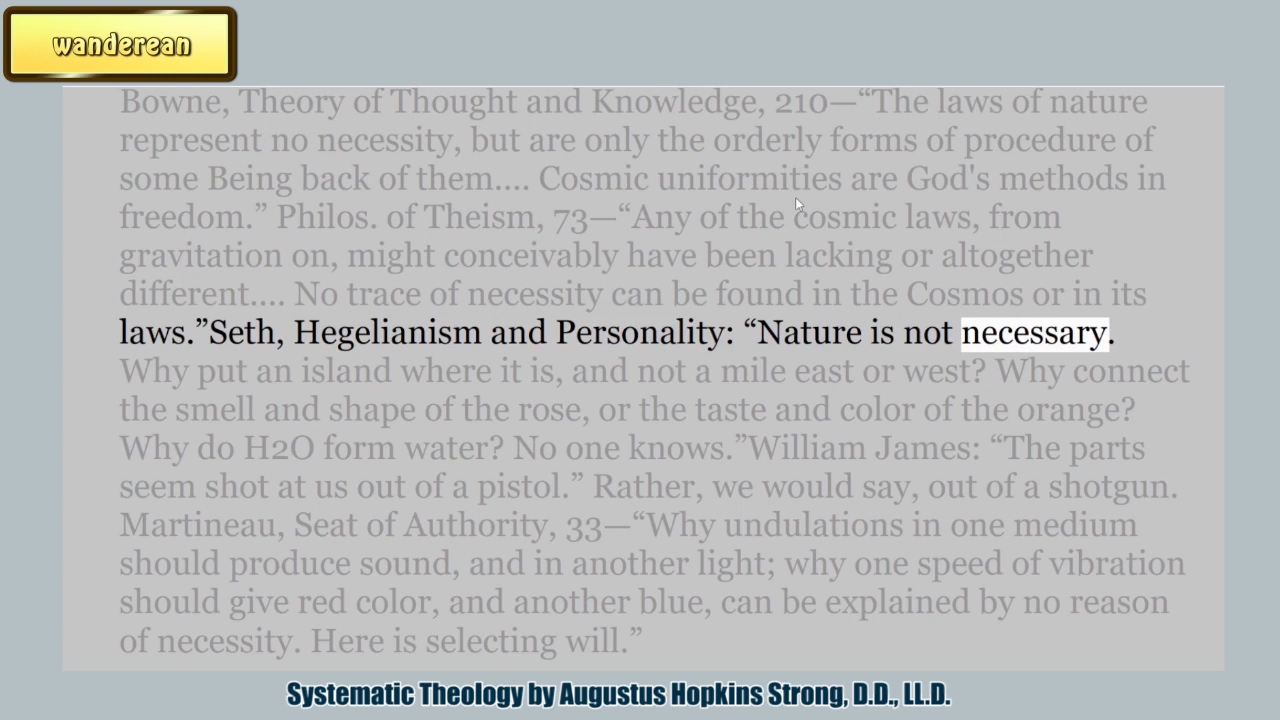 wanderean
Bowne, Theory of Thought and Knowledge, 210—“The laws of nature
represent no necessity, but are only the orderly forms of procedure of
some Being back of them.... Cosmic uniformities are God's methods in
freedom.” Philos. of Theism, 73—“Any of the cosmic laws, from
gravitation on, might conceivably have been lacking or altogether
different.... No trace of necessity can be found in the Cosmos or in its
laws.”Seth, Hegelianism and Personality: “Nature is not necessary.
Why put an island where it is, and not a mile east or west? Why connect
the smell and shape of the rose, or the taste and color of the orange?
Why do H2O form water? No one knows.”William James: “The parts
seem shot at us out of a pistol.” Rather, we would say, out of a shotgun.
Martineau, Seat of Authority, 33—“Why undulations in one medium
should produce sound, and in another light; why one speed of vibration
should give red color, and another blue, can be explained by no reason
of necessity. Here is selecting will.”
Systematic Theology by Augustus Hopkins Strong, D.D., LL.D.